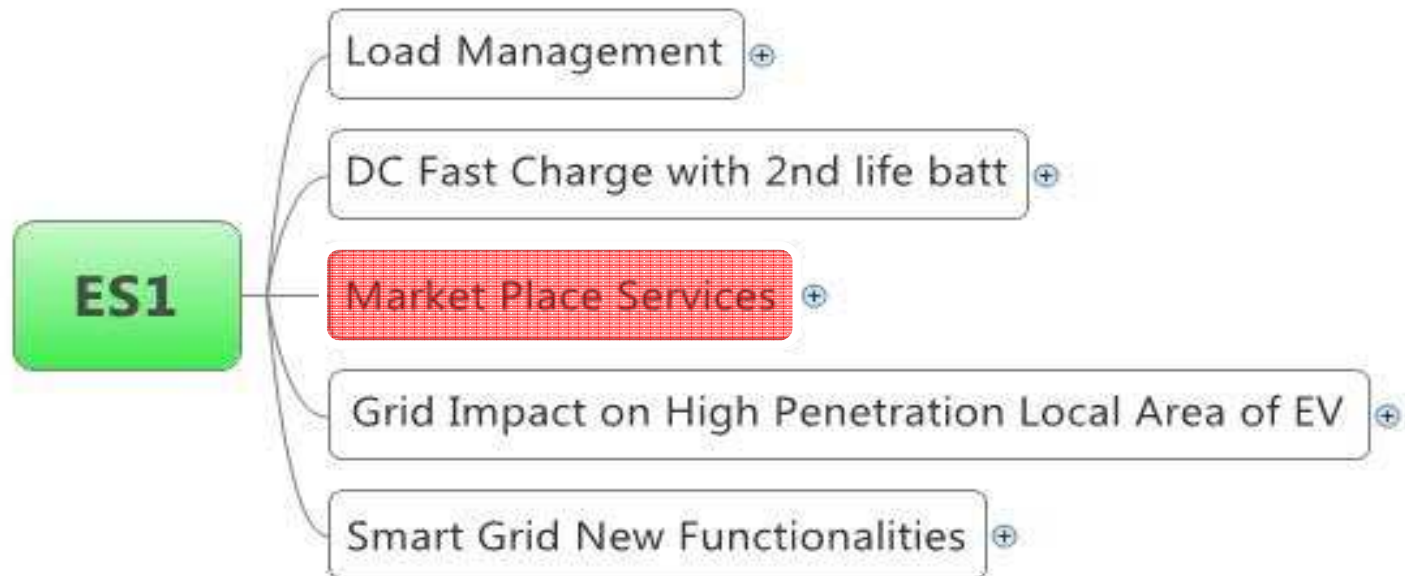 Load Management
DC Fast Charge with 2nd life batt
ES1
Market Place Services
Grid Impact on High Penetration Local Area of EV
Smart Grid New Functionalities